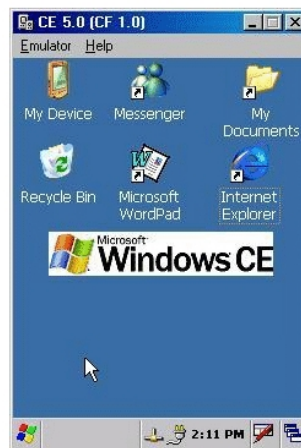 CE 5.0 (CF 1.0)
Emulator Help
My Device Messenger My Documents
Recycle Bin Microsoft WordPad Internet Explorer
Microsoft
Windows CE
2:11 PM